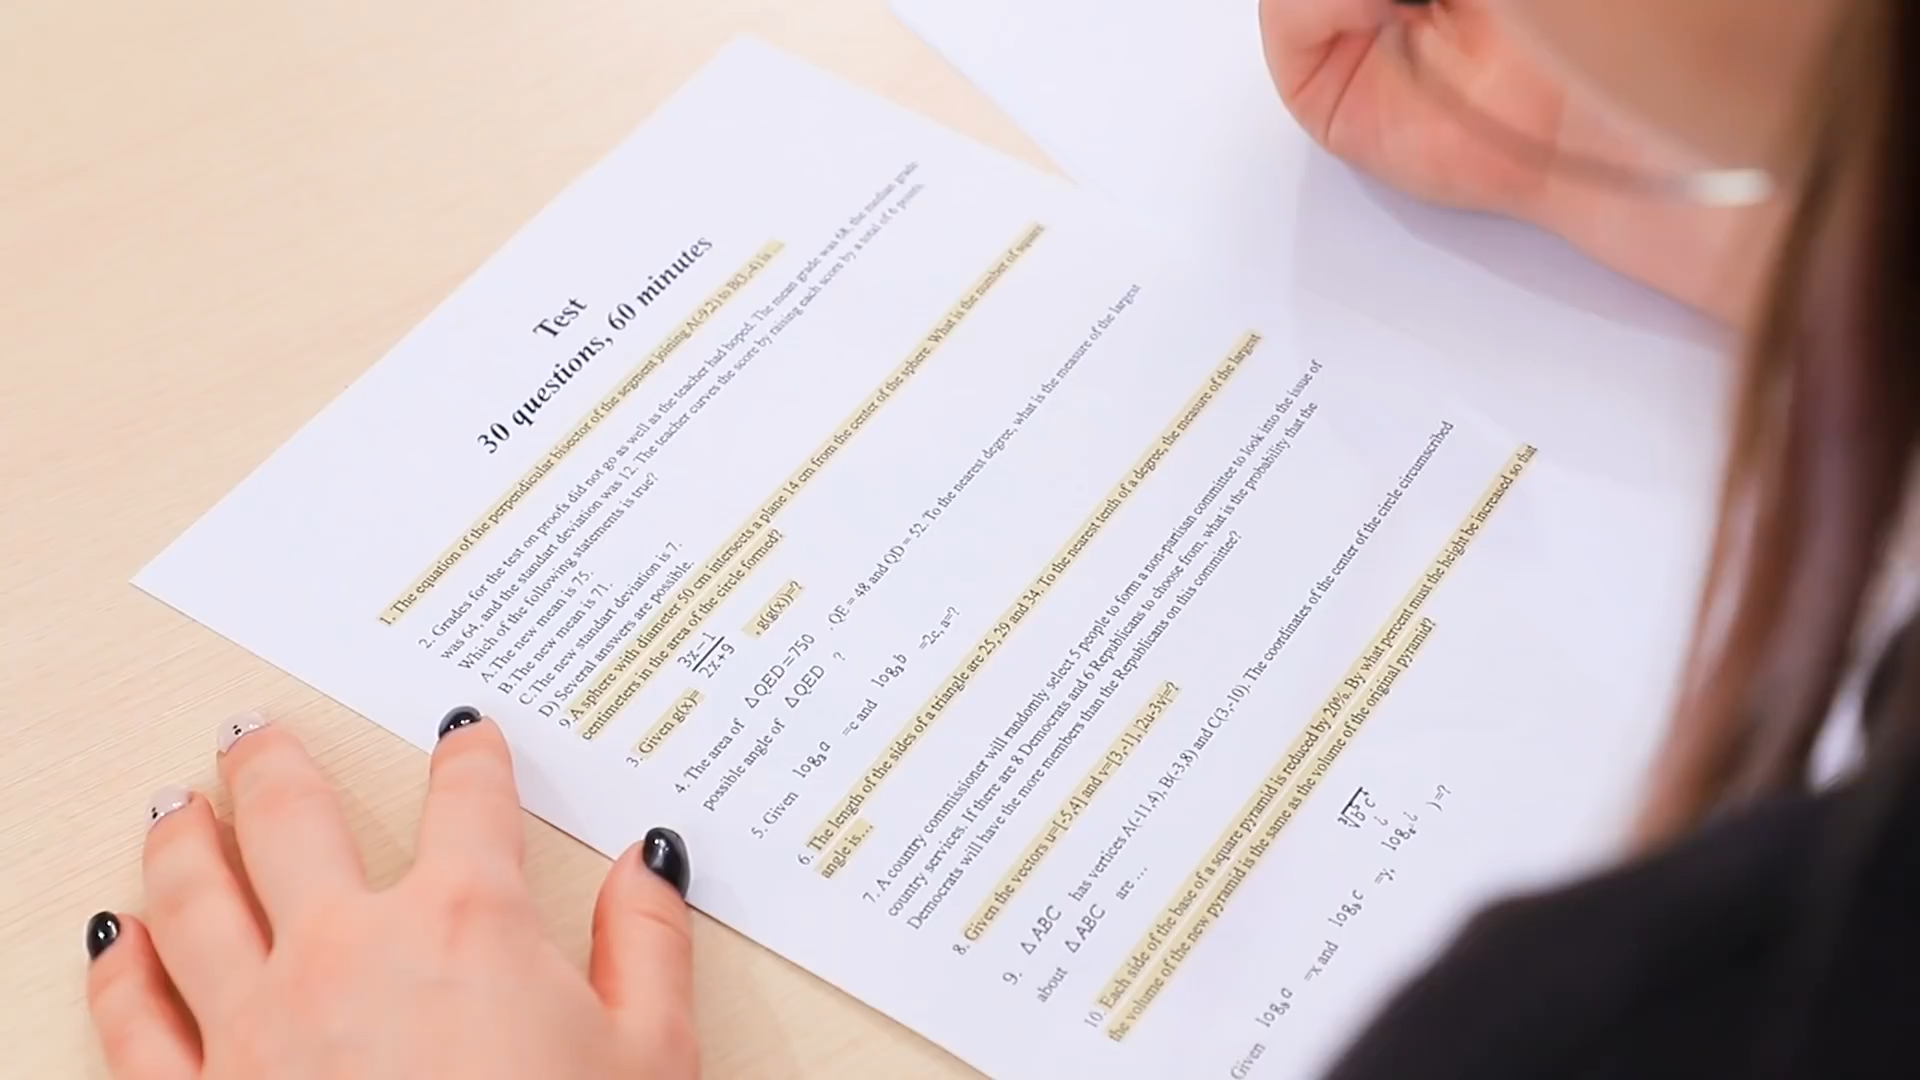 Test
30 questions, 60 minutes
1. The equation of the perpendicular bisector of the segment joining A(-9,2) to B(3,-4) is ...
2. Grades for the test on proofs did not go as well as the teacher had hoped. The mean grade was 68, the median grade
was 64, and the standart deviation was 12. The teacher curves the score by raising each score by a total of 6 points.
Which of the following statements is true?
A. The new mean is 75.
B. The new mean is 71.
C. The new standart deviation is 7.
D) Several answers are possible.
9 A sphere with diameter 50 cm intersects a plane 14 cm from the center of the sphere. What is the number of square
centimeters in the area of the circle formed?
3. Given g(x)= 3x-1 / 2x+9 , g(g(x))=?
4. The area of △QED=750 . QE = 48 and QD = 52. To the nearest degree, what is the measure of the largest
possible angle of △QED ?
5. Given log₃a =c and log₃b =2c, a=?
6. The length of the sides of a triangle are 25, 29 and 34. To the nearest tenth of a degree, the measure of the largest
angle is...
7. A country commissioner will randomly select 5 people to form a non-partisan committee to look into the issue of
country services. If there are 8 Democrats and 6 Republicans to choose from, what is the probability that the
Democrats will have the more members than the Republicans on this committee?
8. Given the vectors u=[-5,4] and v=[3,-1], |2u-3v|=?
9. △ABC has vertices A(-11,4), B(-3,8) and C(3,-10). The coordinates of the center of the circle circumscribed
about △ABC are ...
10. Each side of the base of a square pyramid is reduced by 20%. By what percent must the height be increased so that
the volume of the new pyramid is the same as the volume of the original pyramid?
Given =x and =y, )=?